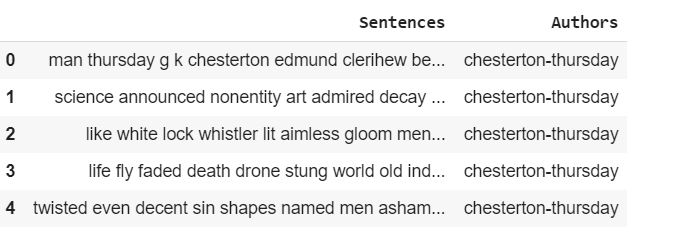 Sentences Authors
0 man thursday g k chesterton edmund clerihew be... chesterton-thursday
1 science announced nonentity art admired decay ... chesterton-thursday
2 like white lock whistler lit aimless gloom men... chesterton-thursday
3 life fly faded death drone stung world old ind... chesterton-thursday
4 twisted even decent sin shapes named men asham... chesterton-thursday